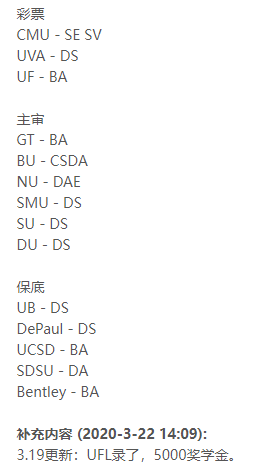 彩票
CMU - SE SV
UVA - DS
UF - BA
主审
GT - BA
BU - CSDA
NU - DAE
SMU - DS
SU - DS
DU - DS
保底
UB - DS
DePaul - DS
UCSD - BA
SDSU - DA
Bentley - BA
补充内容 (2020-3-22 14:09):
3.19更新：UFL录了，5000奖学金。